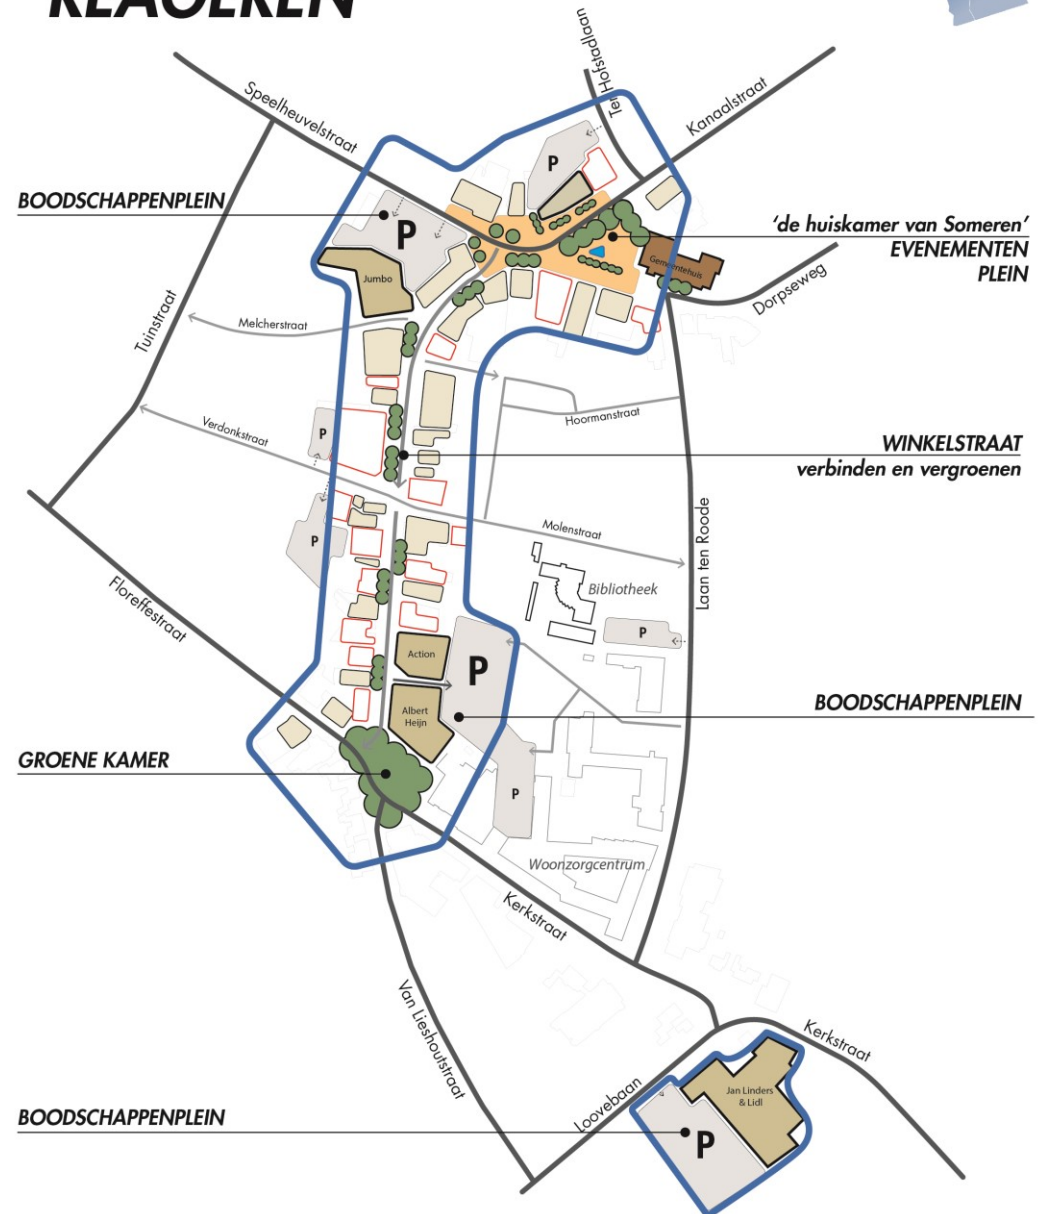 REAGEREN
Ter Hofstadlaan
Speelheuvelstraat
Kanaalstraat
P
BOODSCHAPPENPLEIN
P
'de huiskamer van Someren'
EVENEMENTEN
PLEIN
Gemeentehuis
Jumbo
Dorpseweg
Tuinstraat
Melcherstraat
Hoormanstraat
Verdonkstraat
P
WINKELSTRAAT
verbinden en vergroenen
P
Molenstraat
Laan ten Roode
Floreffestraat
Bibliotheek
P
Action
P
Albert
Heijn
BOODSCHAPPENPLEIN
GROENE KAMER
P
Woonzorgcentrum
Kerkstraat
Van Lieshoutstraat
Kerkstraat
Loovebaan
Jan Linders
& Lidl
BOODSCHAPPENPLEIN
P